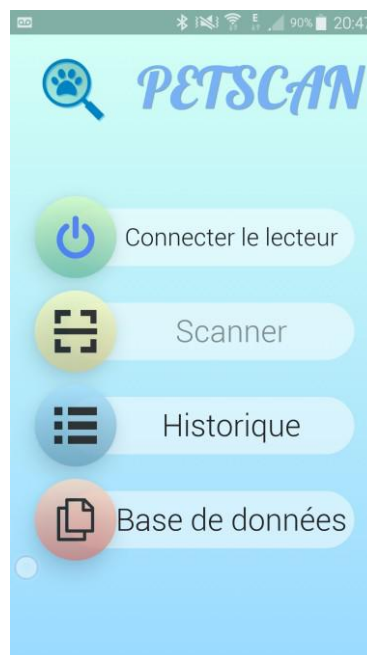 E 90% 20:47
PETSCAN
Connecter le lecteur
Scanner
Historique
Base de données